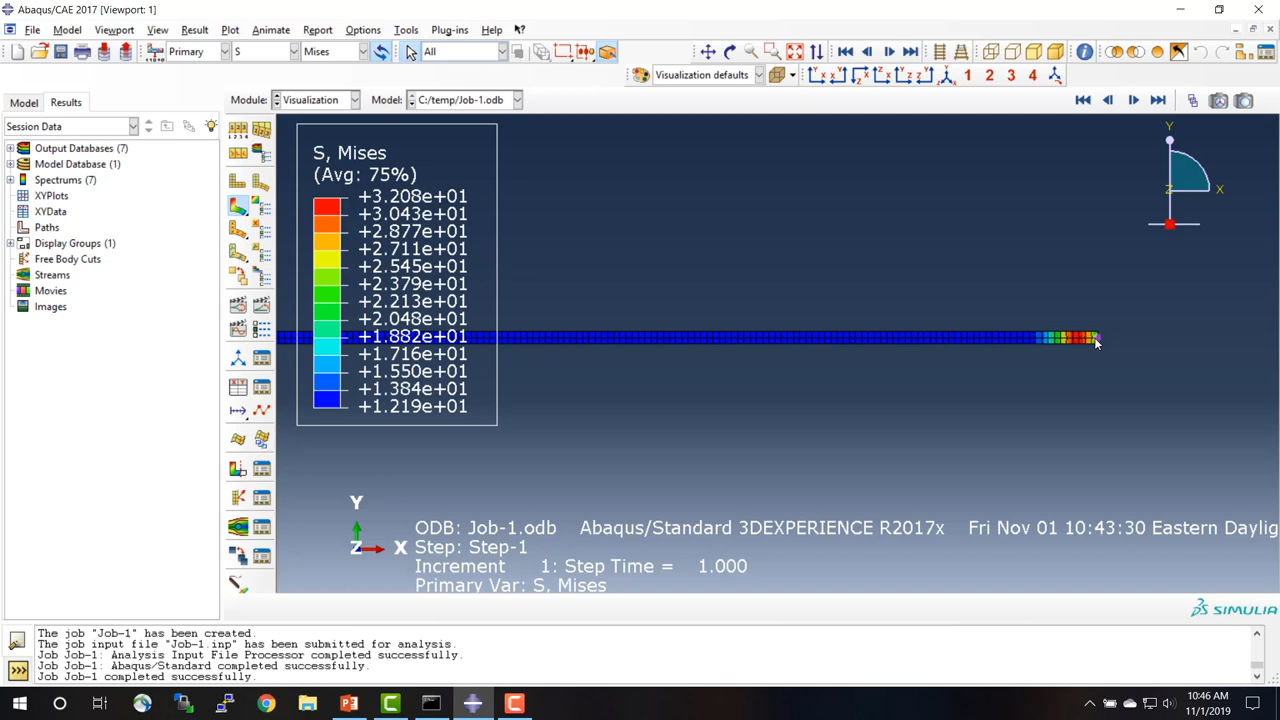 Abaqus/CAE 2017 [Viewport: 1]
File Model Viewport View Result Plot Animate Report Options Tools Plug-ins Help
Primary S Mises All
Visualization defaults
1 2 3 4
Model Results
Module: Visualization Model: C:/temp/Job-1.odb
Session Data
Output Databases (7)
Model Database (1)
Spectrums (7)
XYPlots
XYData
Paths
Display Groups (1)
Free Body Cuts
Streams
Movies
Images
S, Mises
(Avg: 75%)
+3.208e+01
+3.043e+01
+2.877e+01
+2.711e+01
+2.545e+01
+2.379e+01
+2.213e+01
+2.048e+01
+1.882e+01
+1.716e+01
+1.550e+01
+1.384e+01
+1.219e+01
Y
Z
X
Y
Z
X
ODB: Job-1.odb Abaqus/Standard 3DEXPERIENCE R2017x Fri Nov 01 10:43:30 Eastern Daylig
Step: Step-1
Increment 1: Step Time = 1.000
Primary Var: S, Mises
SIMULIA
The job "Job-1" has been created.
The job input file "Job-1.inp" has been submitted for analysis.
Job Job-1: Analysis Input File Processor completed successfully.
Job Job-1: Abaqus/Standard completed successfully.
Job Job-1 completed successfully.
10:46 AM
11/1/2019